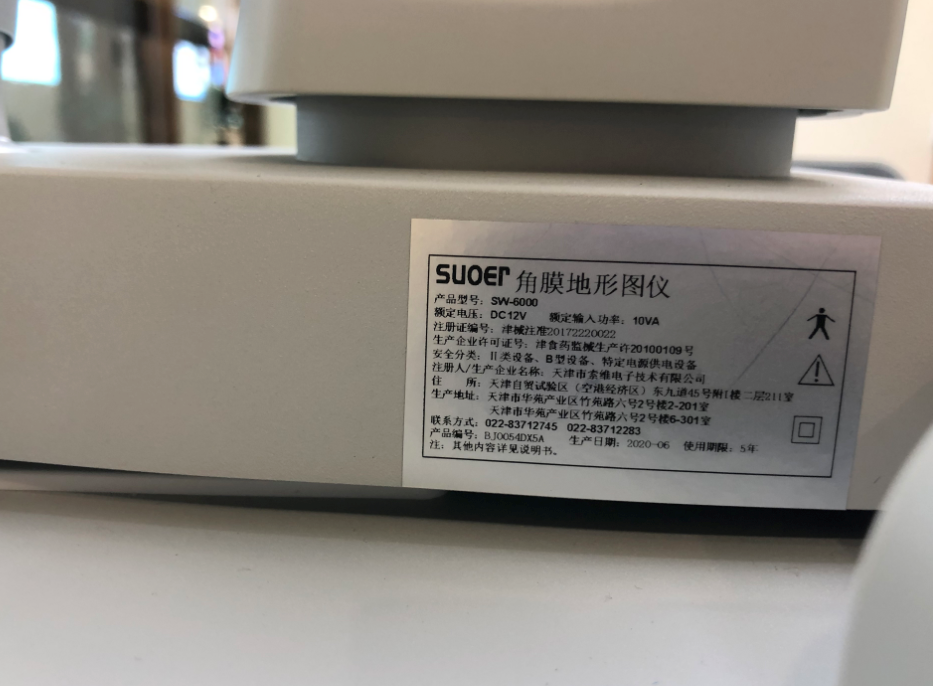 SUOER 角膜地形图仪
产品型号：SW-6000
额定电压：DC12V 额定输入功率：10VA
注册证编号：津械注准20172220022
生产企业许可证号：津食药监械生产许20100109号
安全分类：II类设备、B型设备、特定电源供电设备
注册人/生产企业名称：天津市索维电子技术有限公司
住 所：天津自贸试验区（空港经济区）东九道45号附1楼二层211室
生产地址：天津市华苑产业区竹苑路六号2号楼2-201室
天津市华苑产业区竹苑路六号2号楼6-301室
联系方式：022-83712745 022-83712283
产品编号：BJ0054DX5A 生产日期：2020-06 使用期限：5年
注：其他内容详见说明书。